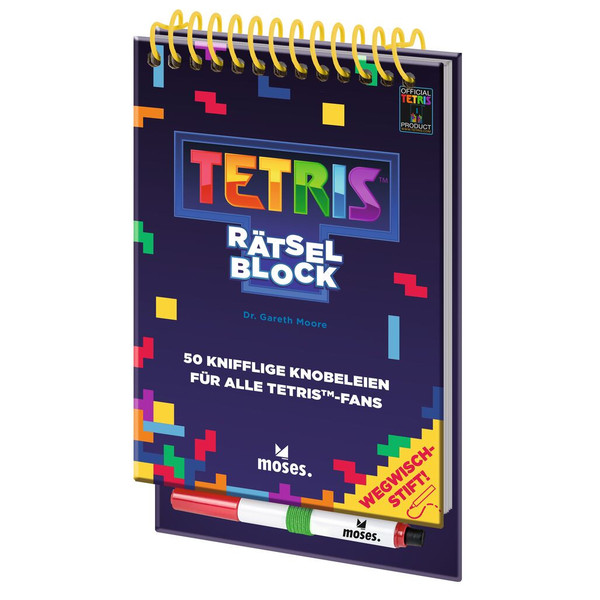 OFFICIAL
TETRIS
PRODUCT
TETRIS™
RÄTSEL
BLOCK
Dr. Gareth Moore
50 KNIFFLIGE KNOBELEIEN
FÜR ALLE TETRIS™-FANS
WEGWISCH-
STIFT!
moses.
moses.